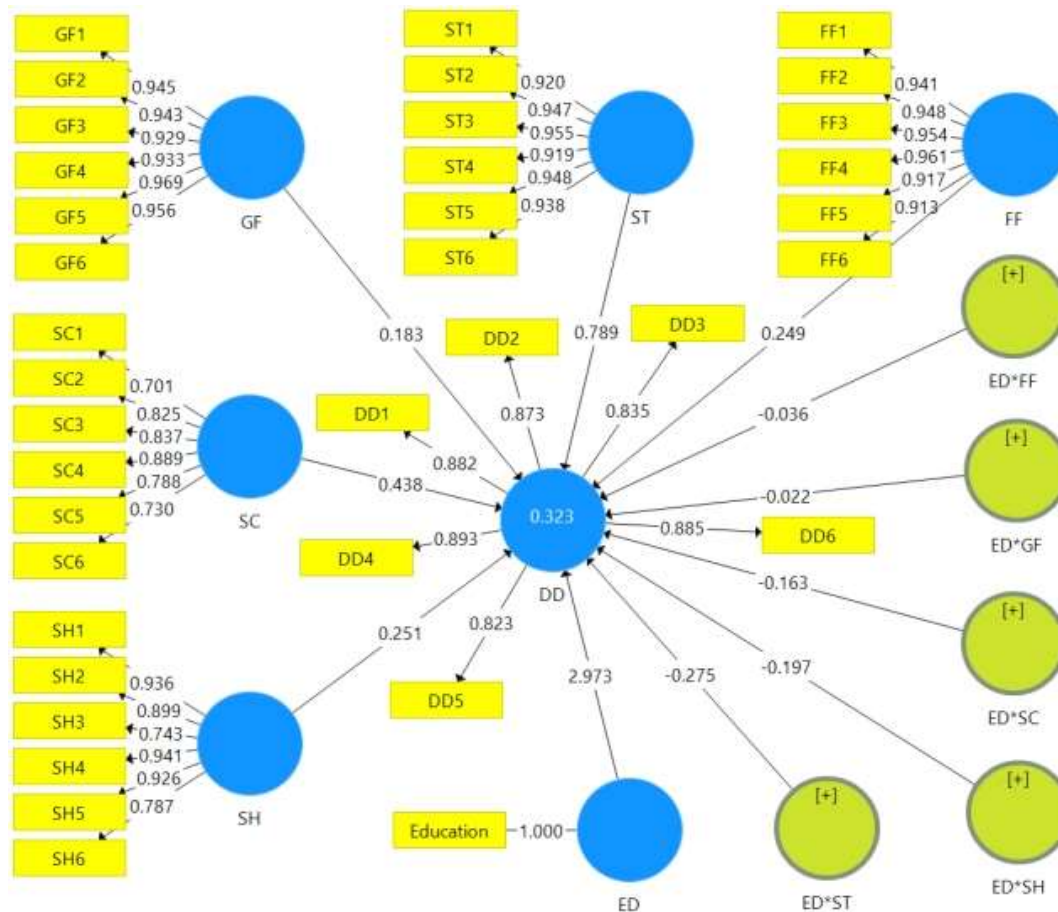 GF1
GF2
GF3
GF4
GF5
GF6
0.945
0.943
0.929
0.933
0.969
0.956
GF
ST1
ST2
ST3
ST4
ST5
ST6
0.920
0.947
0.955
0.919
0.948
0.938
ST
FF1
FF2
FF3
FF4
FF5
FF6
0.941
0.948
0.954
0.961
0.917
0.913
FF
0.183
0.789
0.249
SC1
SC2
SC3
SC4
SC5
SC6
0.701
0.825
0.837
0.889
0.788
0.730
SC
0.438
DD1
0.882
DD2
0.873
DD3
0.835
DD4
0.893
DD5
0.823
DD6
0.885
0.323
DD
[+]
ED*FF
-0.036
[+]
ED*GF
-0.022
[+]
ED*SC
-0.163
SH1
SH2
SH3
SH4
SH5
SH6
0.936
0.899
0.743
0.941
0.926
0.787
SH
0.251
Education
1.000
ED
2.973
[+]
ED*ST
-0.275
[+]
ED*SH
-0.197